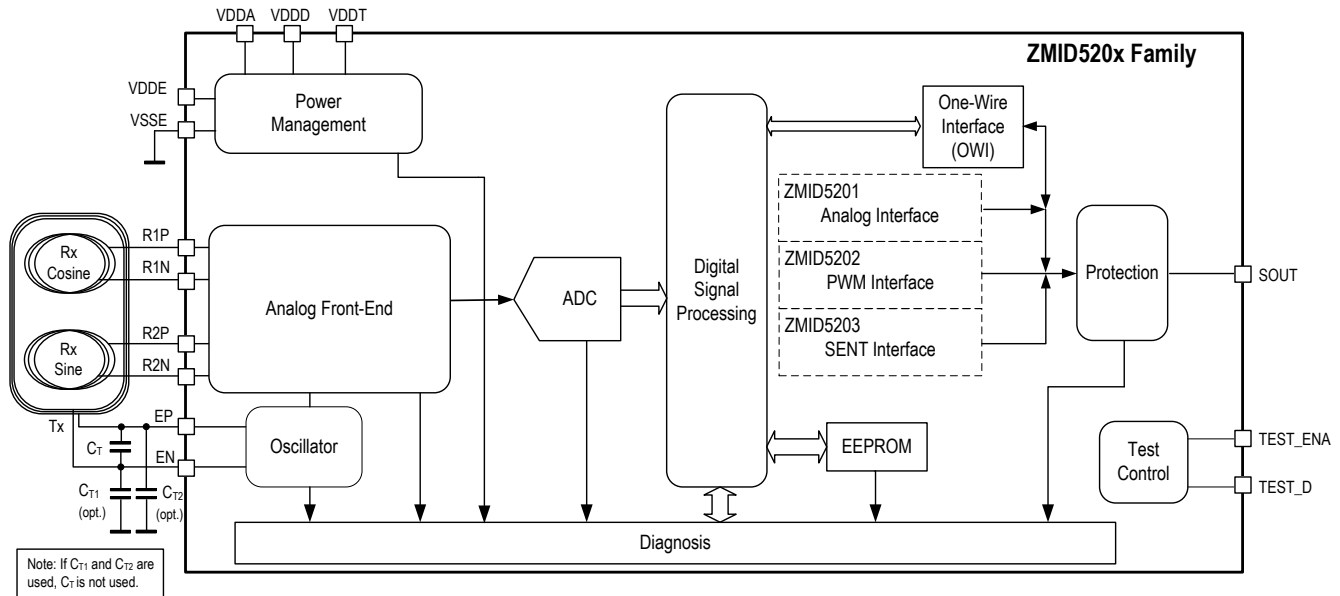 VDDA VDDD VDDT
ZMID520x Family
VDDE
VSSE
Power
Management
One-Wire
Interface
(OWI)
ZMID5201
Analog Interface
ZMID5202
PWM Interface
ZMID5203
SENT Interface
Rx
Cosine
Rx
Sine
Tx
R1P
R1N
R2P
R2N
EP
EN
Analog Front-End
ADC
Digital
Signal
Processing
Protection
SOUT
CT
CT1
(opt.)
CT2
(opt.)
Oscillator
EEPROM
Test
Control
TEST_ENA
TEST_D
Diagnosis
Note: If CT1 and CT2 are
used, CT is not used.